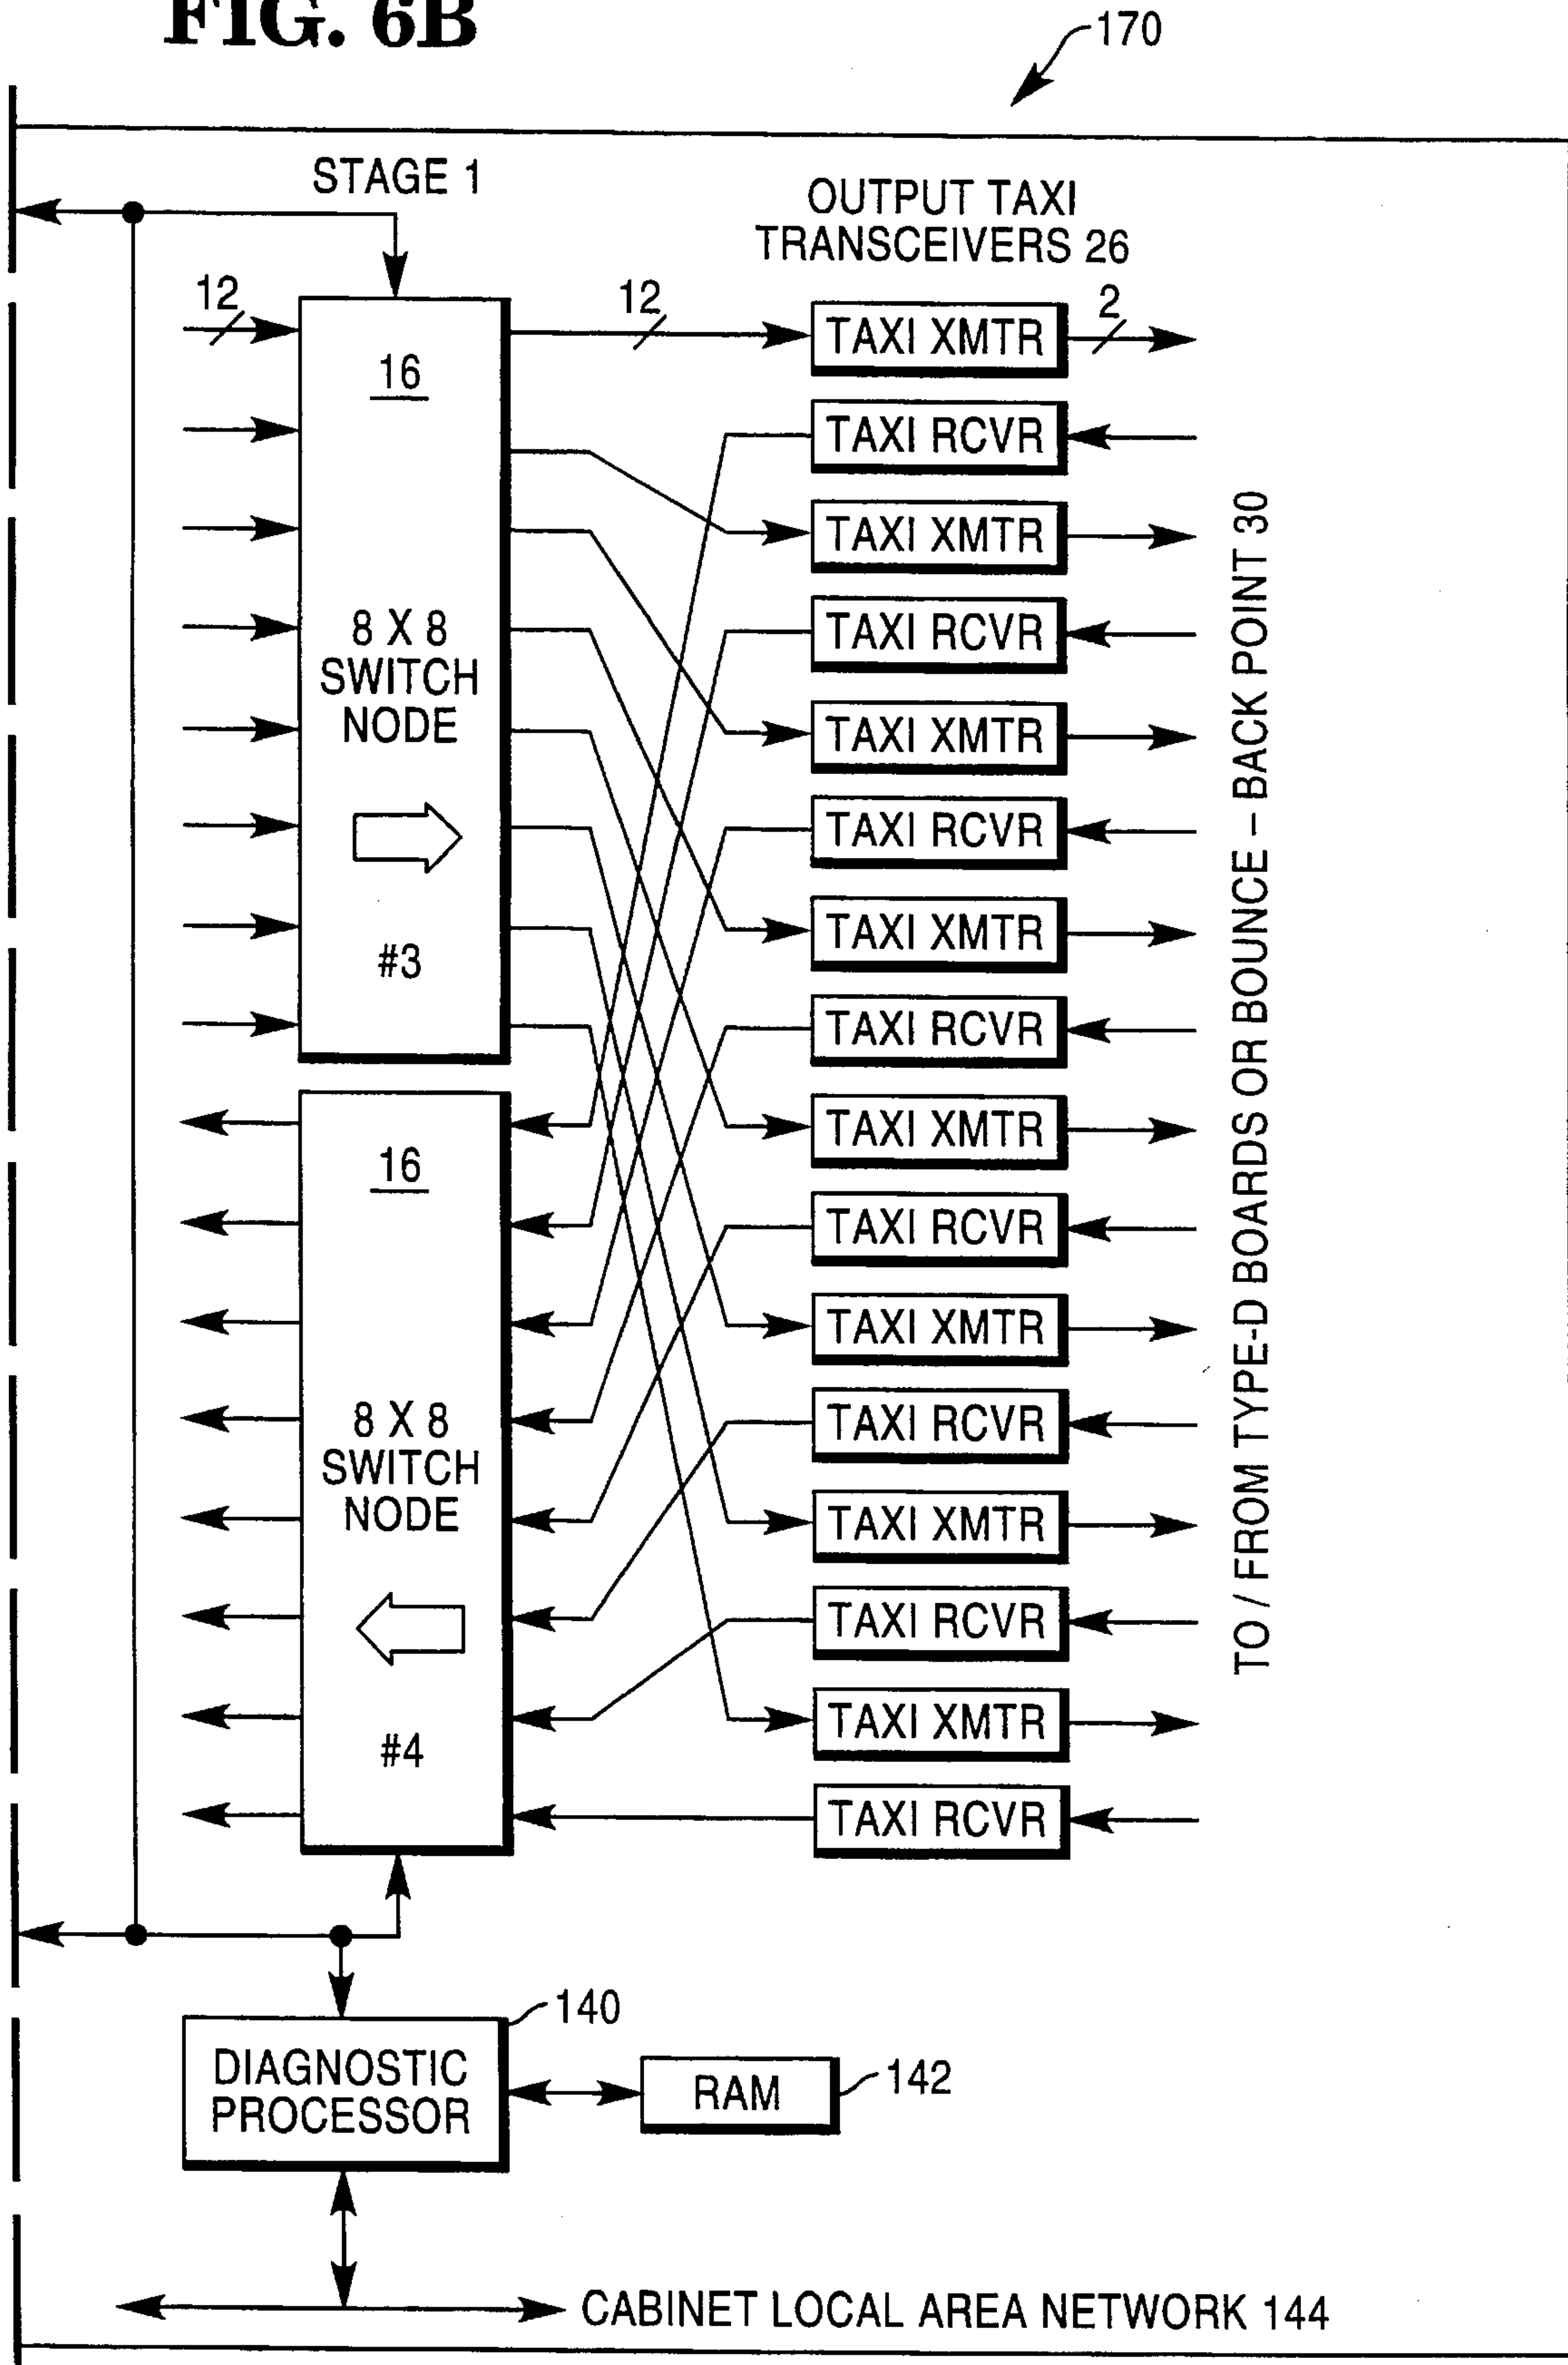 FIG. 6B
170
STAGE 1
OUTPUT TAXI
TRANSCEIVERS 26
12
12
2
16
8 X 8
SWITCH
NODE
#3
16
8 X 8
SWITCH
NODE
#4
TAXI XMTR
TAXI RCVR
TAXI XMTR
TAXI RCVR
TAXI XMTR
TAXI RCVR
TAXI XMTR
TAXI RCVR
TAXI XMTR
TAXI RCVR
TAXI XMTR
TAXI RCVR
TAXI XMTR
TAXI RCVR
TAXI XMTR
TAXI RCVR
TO / FROM TYPE-D BOARDS OR BOUNCE – BACK POINT 30
140
DIAGNOSTIC
PROCESSOR
RAM
142
CABINET LOCAL AREA NETWORK 144